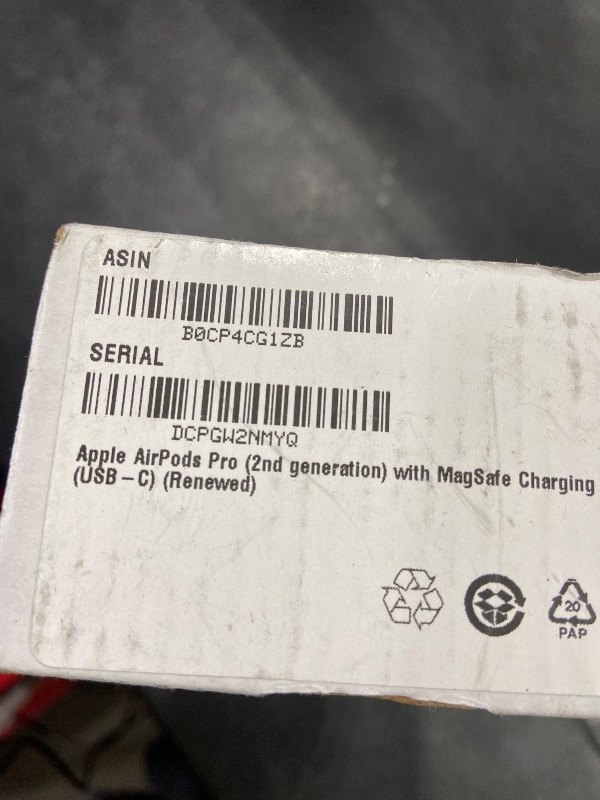 ASIN
B0CP4CG1ZB
SERIAL
DCPGW2NMYQ
Apple AirPods Pro (2nd generation) with MagSafe Charging
(USB – C) (Renewed)
20
PAP